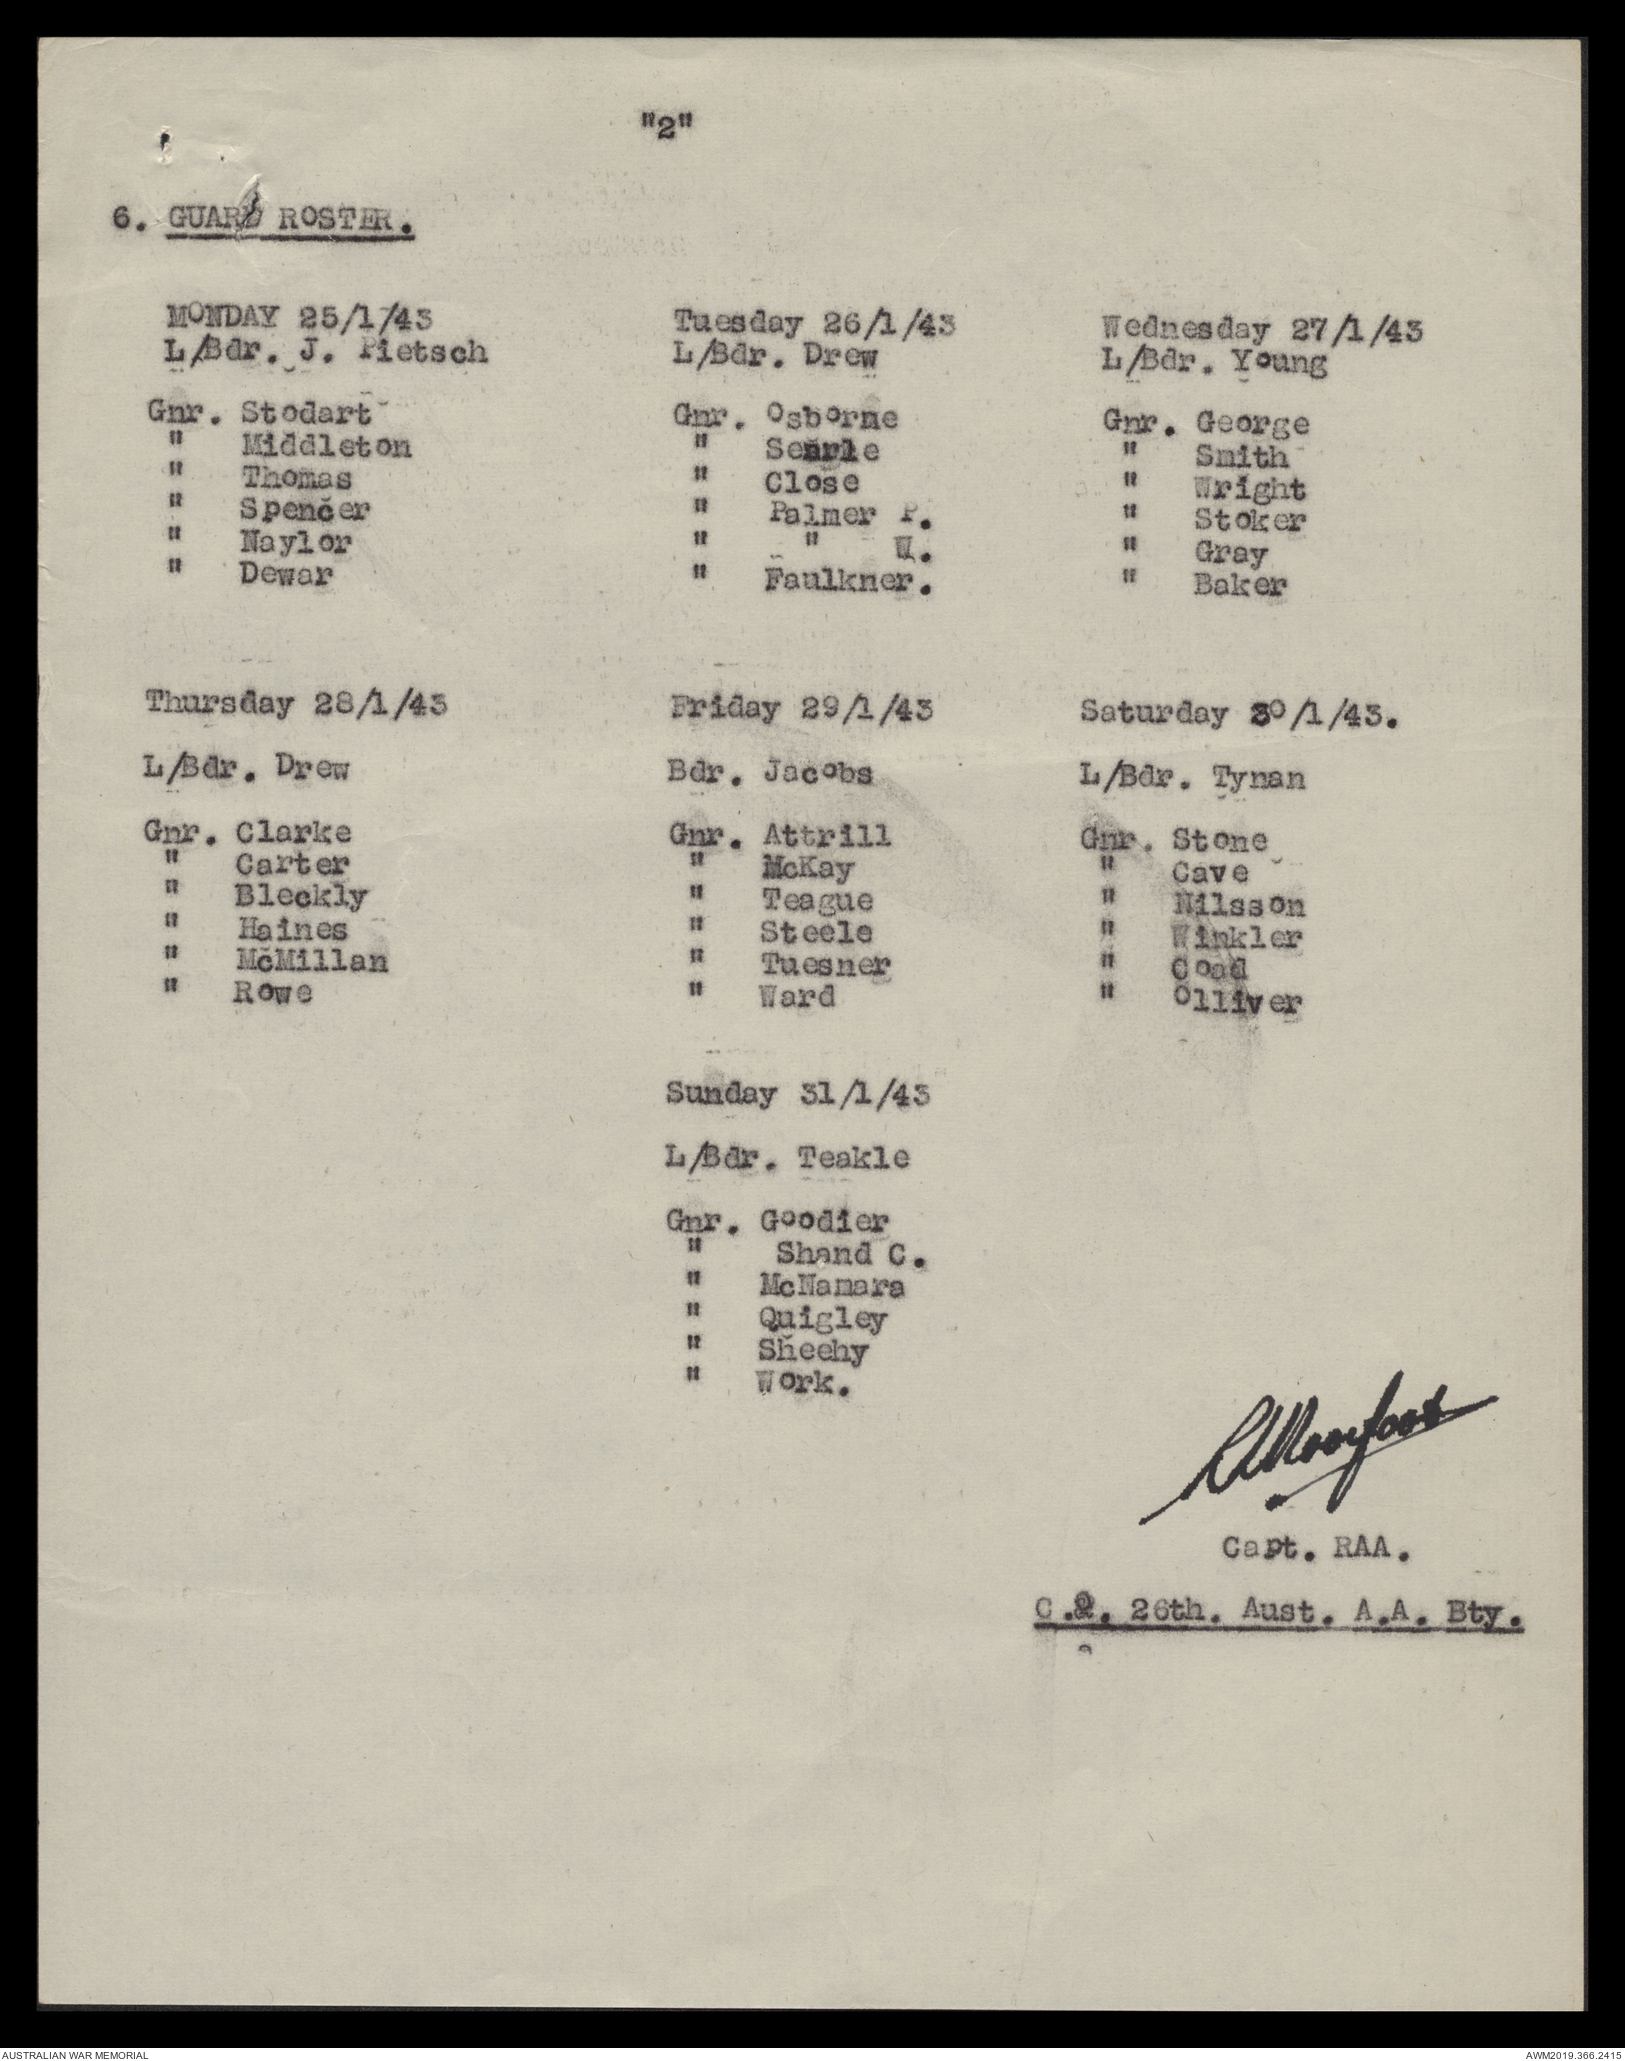 "2"
6. GUARD ROSTER.
MONDAY 25/1/43
L/Bdr. J. Pietsch
Gnr. Stodart
" Middleton
" Thomas
" Spencer
" Naylor
" Dewar
Tuesday 26/1/43
L/Bdr. Drew
Gnr. Osborne
" Searle
" Close
" Palmer P.
" " W.
" Faulkner.
Wednesday 27/1/43
L/Bdr. Young
Gnr. George
" Smith
" Wright
" Stoker
" Gray
" Baker
Thursday 28/1/43
L/Bdr. Drew
Gnr. Clarke
" Carter
" Bleckly
" Haines
" McMillan
" Rowe
Friday 29/1/43
Bdr. Jacobs
Gnr. Attrill
" McKay
" Teague
" Steele
" Tuesner
" Ward
Saturday 30/1/43.
L/Bdr. Tynan
Gnr. Stone
" Cave
" Nilsson
" Winkler
" Coad
" Olliver
Sunday 31/1/43
L/Bdr. Teakle
Gnr. Goodier
" Shand C.
" McNamara
" Quigley
" Sheehy
" Work.
Capt. RAA.
C.O. 26th. Aust. A.A. Bty.
AUSTRALIAN WAR MEMORIAL
AWM2019.366.2415